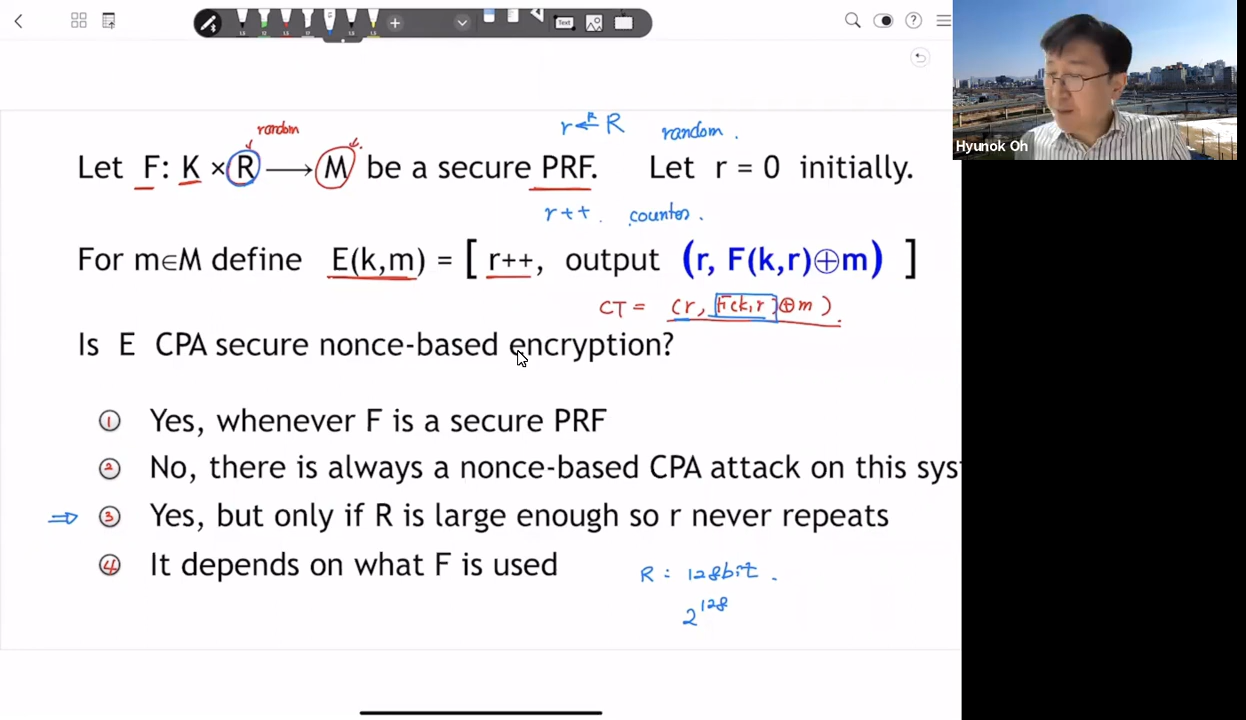 r ←R R random .
random
Let F: K × R ⟶ M be a secure PRF. Let r = 0 initially.
r++ . counter .
For m∈M define E(k,m) = [ r++, output (r, F(k,r)⊕m) ]
CT = (r, F(k,r)⊕m) .
Is E CPA secure nonce-based encryption?
① Yes, whenever F is a secure PRF
② No, there is always a nonce-based CPA attack on this sys
⇒ ③ Yes, but only if R is large enough so r never repeats
④ It depends on what F is used
R : 128bit .
2^128
Hyunok Oh
Text